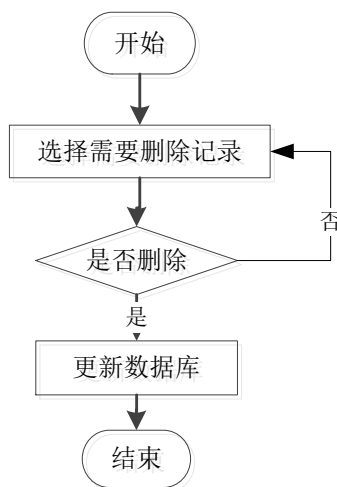 开始
选择需要删除记录
否
是否删除
是
更新数据库
结束